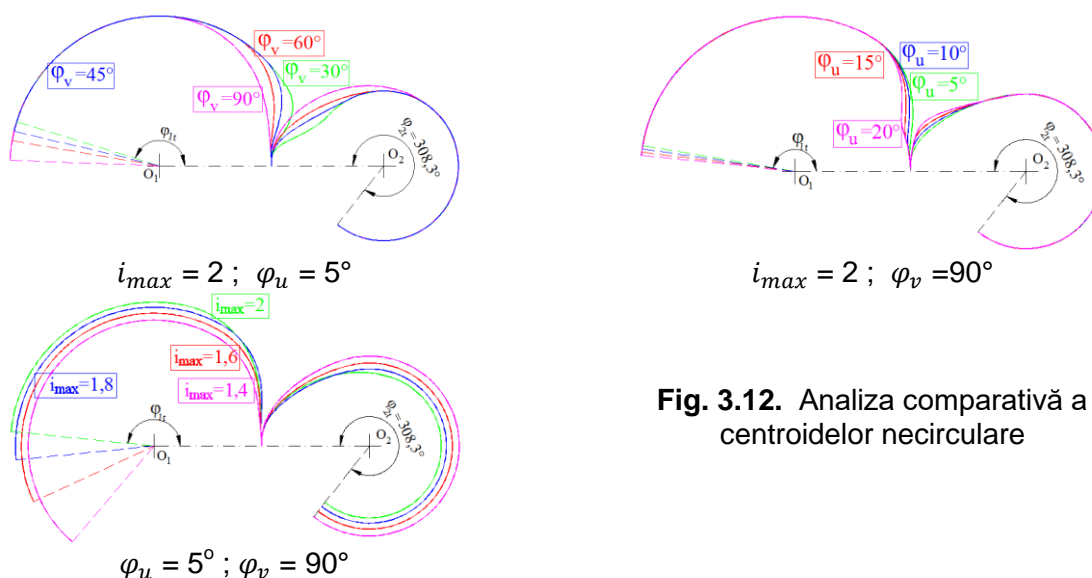 φv=60°
φv=30°
φv=45°
φv=90°
φ1t
φ2t=308,3°
O1
O2
imax = 2 ; φu = 5°
φu=10°
φu=15°
φu=5°
φu=20°
φ1t
φ2t=308,3°
O1
O2
imax = 2 ; φv =90°
imax=2
imax=1,6
imax=1,8
imax=1,4
φ1t
φ2t=308,3°
O1
O2
φu = 5° ; φv = 90°
Fig. 3.12. Analiza comparativă a
centroidelor necirculare